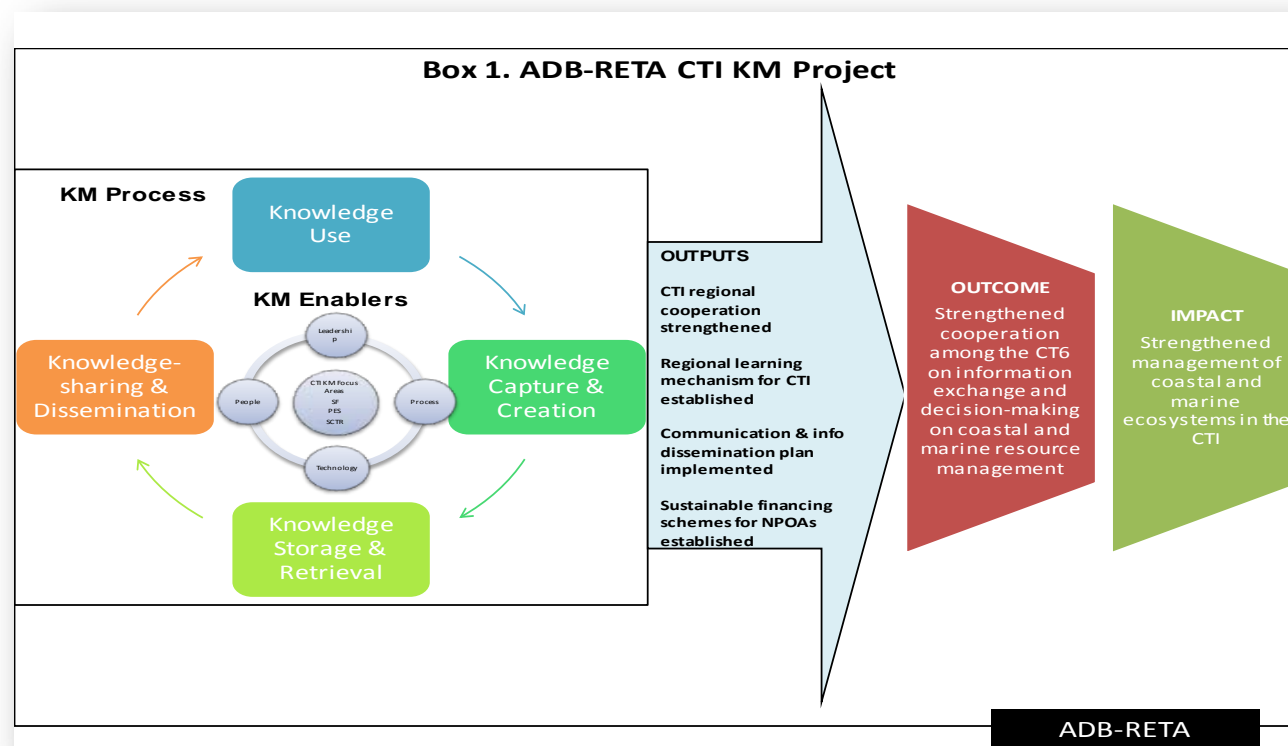 Box 1. ADB-RETA CTI KM Project
KM Process
Knowledge
Use
KM Enablers
Leadershi
p
Knowledge-
sharing &
Dissemination
People
CTI KM Focus
Areas
SF
PES
SCTR
Process
Knowledge
Capture &
Creation
Technology
Knowledge
Storage &
Retrieval
OUTPUTS
CTI regional
cooperation
strengthened
Regional learning
mechanism for CTI
established
Communication & info
dissemination plan
implemented
Sustainable financing
schemes for NPOAs
established
OUTCOME
Strengthened
cooperation
among the CT6
on information
exchange and
decision-making
on coastal and
marine resource
management
IMPACT
Strengthened
management of
coastal and
marine
ecosystems in the
CTI
ADB-RETA